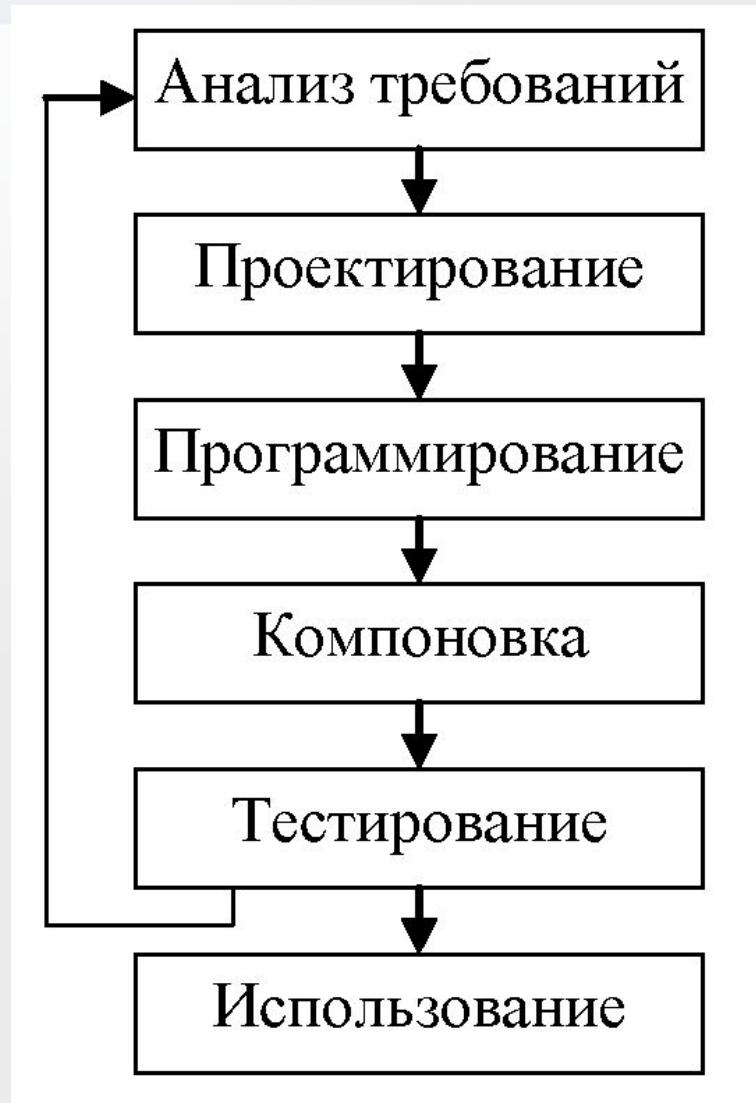 Анализ требований
Проектирование
Программирование
Компоновка
Тестирование
Использование